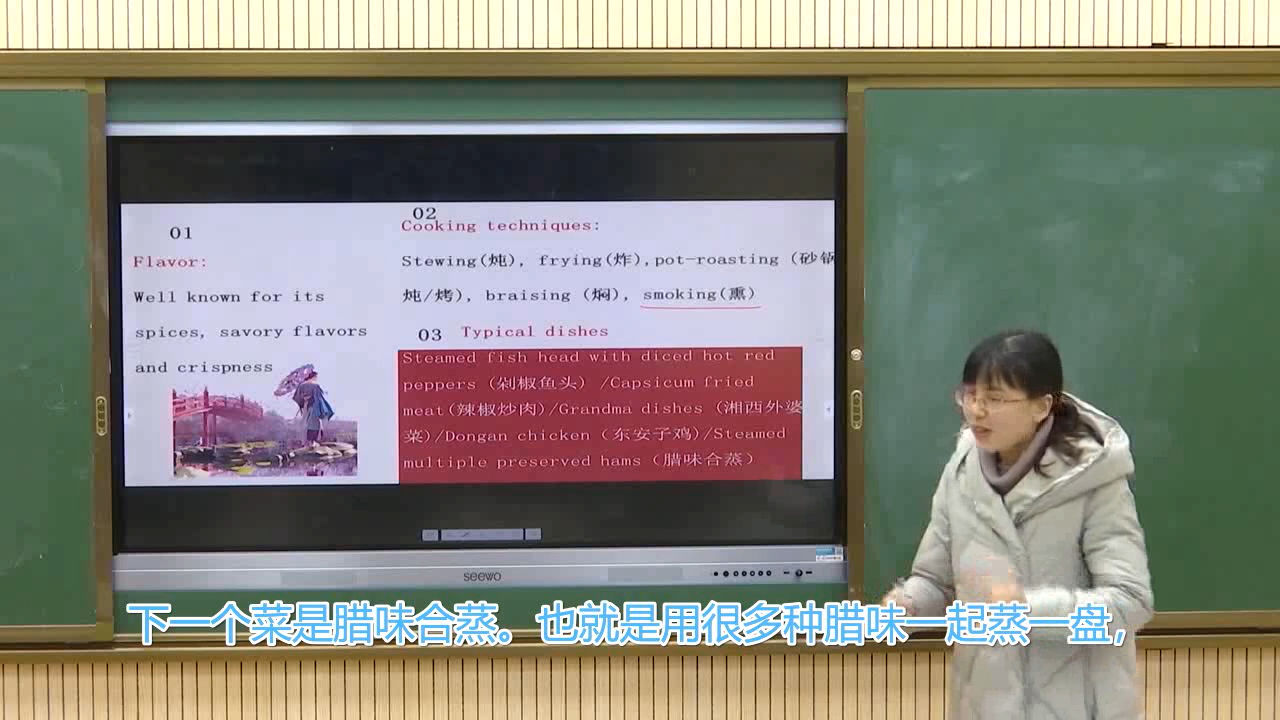 01
Flavor:
Well known for its
spices, savory flavors
and crispness
02
Cooking techniques:
Stewing(炖), frying(炸),pot-roasting (砂锅
炖/烤), braising (焖), smoking(熏)
03 Typical dishes
Steamed fish head with diced hot red
peppers (剁椒鱼头) /Capsicum fried
meat(辣椒炒肉)/Grandma dishes (湘西外婆
菜)/Dongan chicken (东安子鸡)/Steamed
multiple preserved hams (腊味合蒸)
seewo
下一个菜是腊味合蒸。也就是用很多种腊味一起蒸一盘,